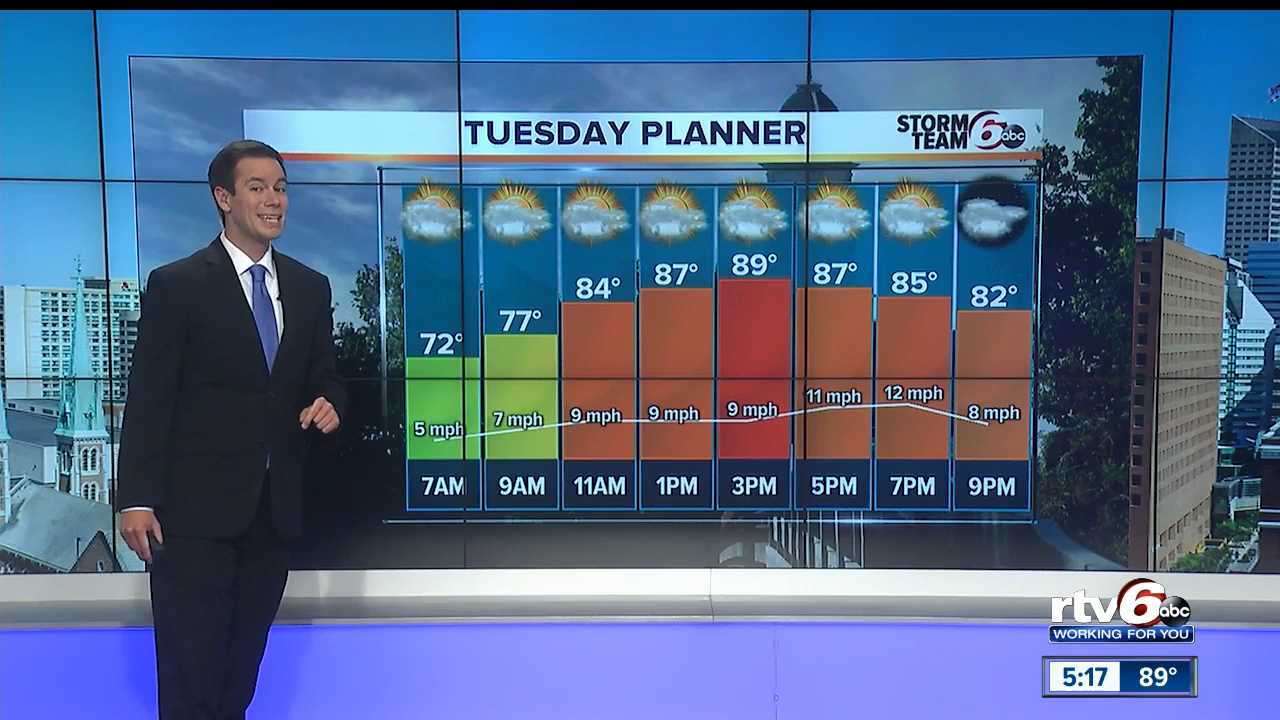 TUESDAY PLANNER
STORM TEAM 6 abc
72° 77° 84° 87° 89° 87° 85° 82°
5 mph 7 mph 9 mph 9 mph 9 mph 11 mph 12 mph 8 mph
7AM 9AM 11AM 1PM 3PM 5PM 7PM 9PM
rtv6 abc
WORKING FOR YOU
5:17 89°